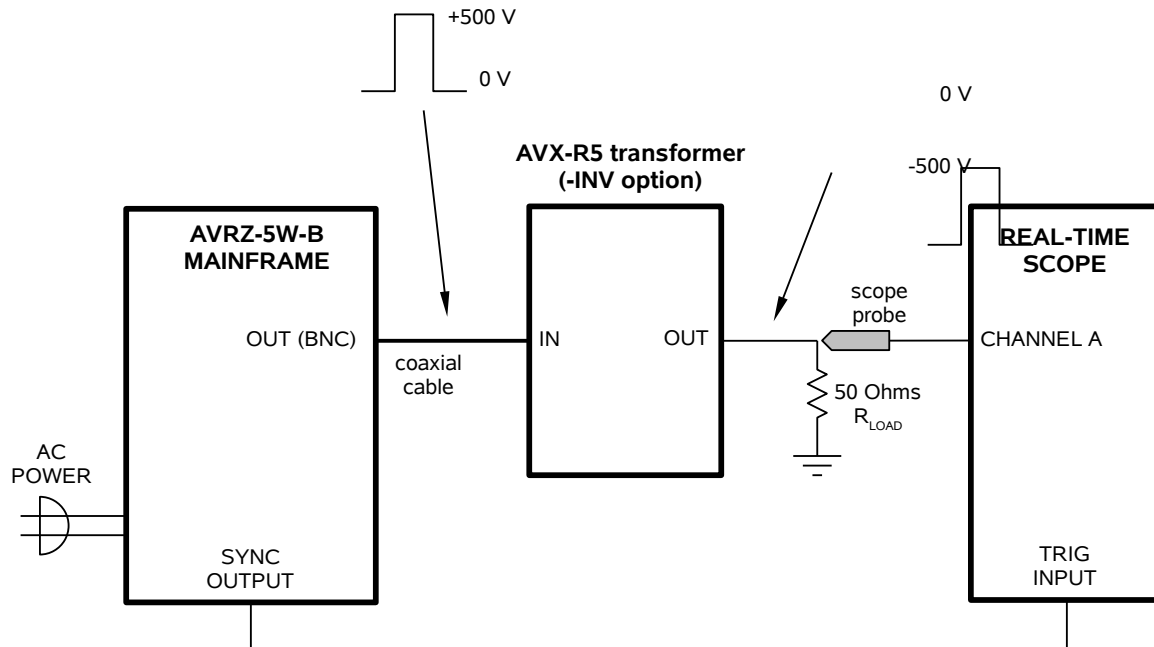 +500 V
0 V
0 V
-500 V
AVX-R5 transformer
(-INV option)
AVRZ-5W-B
MAINFRAME
REAL-TIME
SCOPE
scope
probe
OUT (BNC)
IN
OUT
CHANNEL A
coaxial
cable
50 Ohms
RLOAD
AC
POWER
SYNC
OUTPUT
TRIG
INPUT